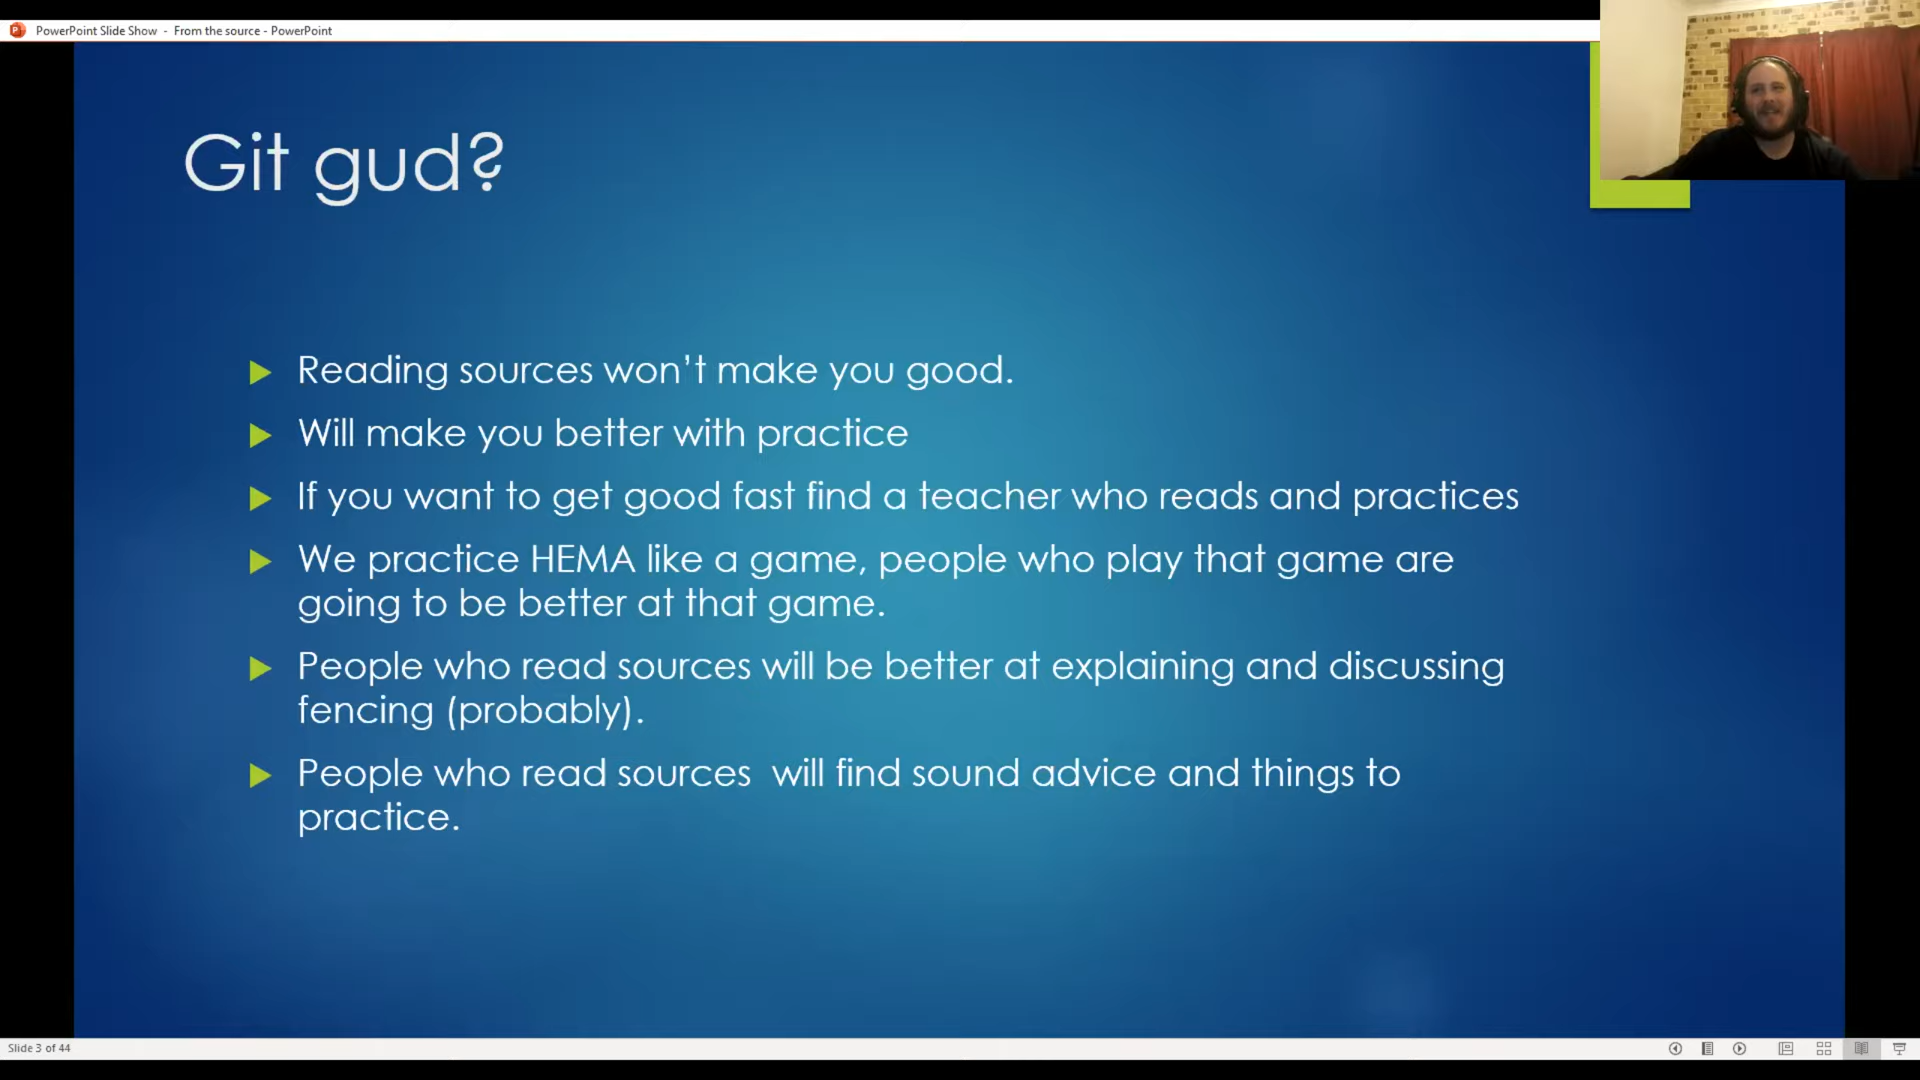 PowerPoint Slide Show - From the source - PowerPoint
Git gud?
Reading sources won't make you good.
Will make you better with practice
If you want to get good fast find a teacher who reads and practices
We practice HEMA like a game, people who play that game are
going to be better at that game.
People who read sources will be better at explaining and discussing
fencing (probably).
People who read sources  will find sound advice and things to
practice.
Slide 3 of 44